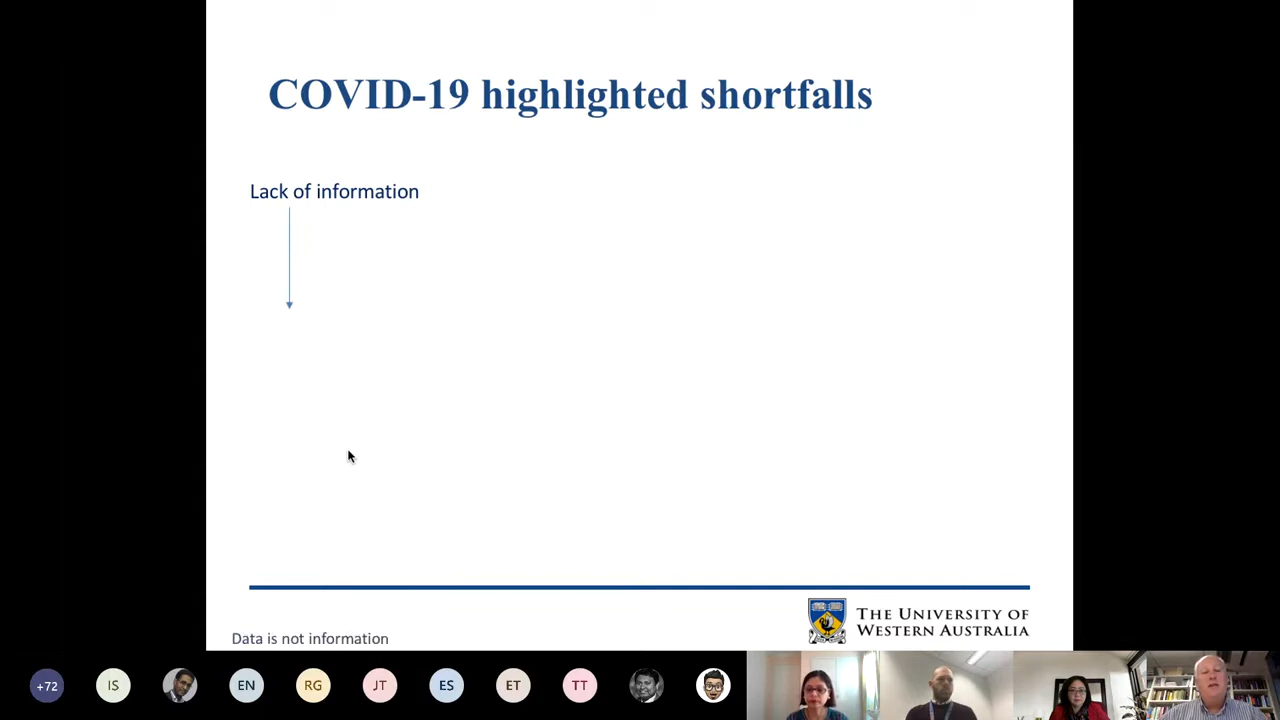 COVID-19 highlighted shortfalls
Lack of information
THE UNIVERSITY OF
WESTERN AUSTRALIA
Data is not information
+72
IS
EN
RG
JT
ES
ET
TT